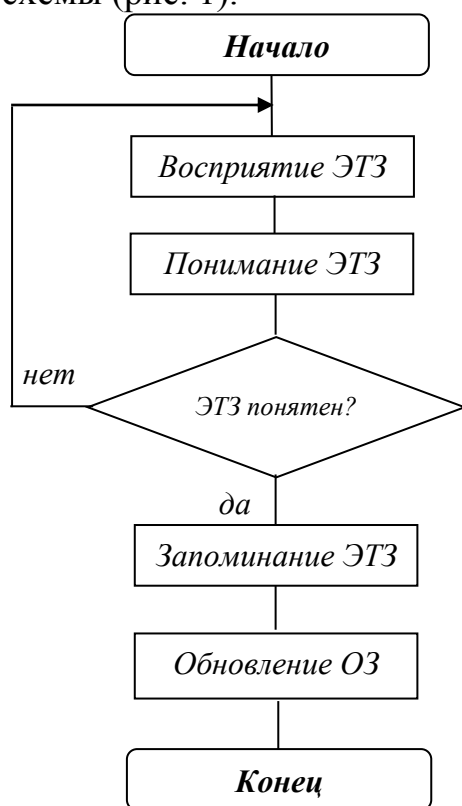 схемы (рис. 1).
Начало
Восприятие ЭТЗ
Понимание ЭТЗ
нет
ЭТЗ понятен?
да
Запоминание ЭТЗ
Обновление ОЗ
Конец